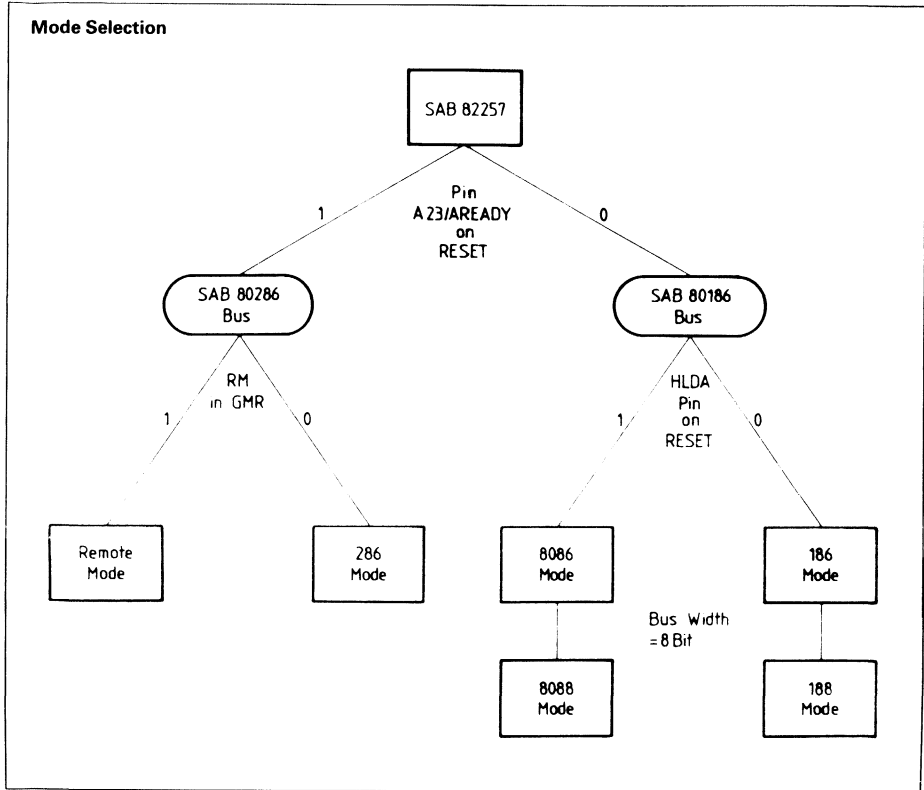 Mode Selection
SAB 82257
Pin
A23/AREADY
on
RESET
1
0
SAB 80286
Bus
SAB 80186
Bus
RM
in GMR
1
0
HLDA
Pin
on
RESET
1
0
Remote
Mode
286
Mode
8086
Mode
186
Mode
Bus Width
=8Bit
8088
Mode
188
Mode